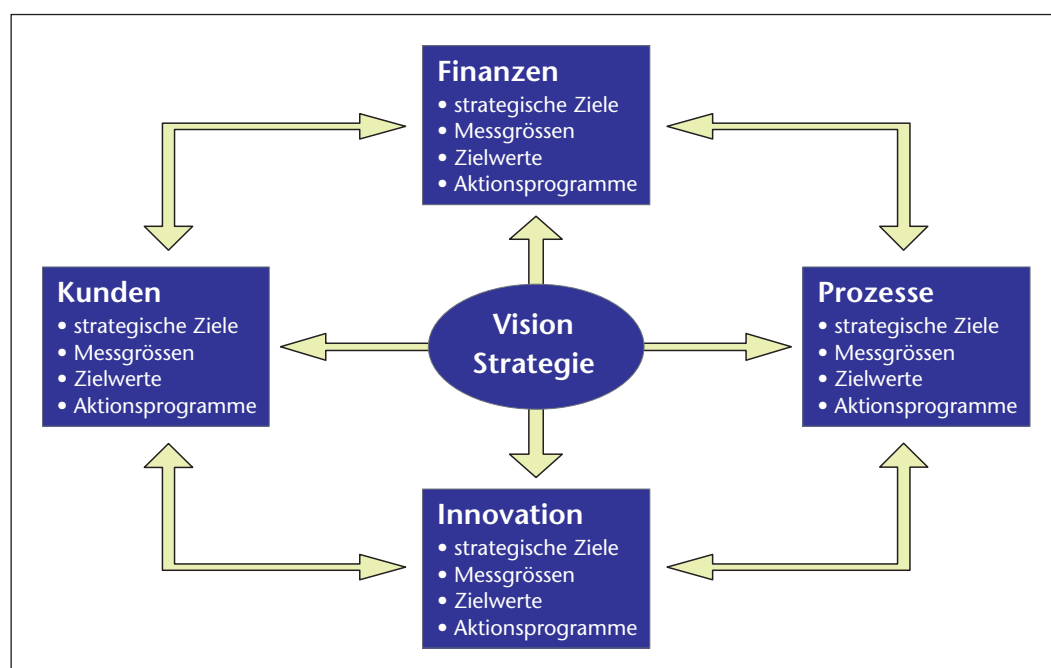 Finanzen
• strategische Ziele
• Messgrössen
• Zielwerte
• Aktionsprogramme
Kunden
• strategische Ziele
• Messgrössen
• Zielwerte
• Aktionsprogramme
Vision
Strategie
Prozesse
• strategische Ziele
• Messgrössen
• Zielwerte
• Aktionsprogramme
Innovation
• strategische Ziele
• Messgrössen
• Zielwerte
• Aktionsprogramme